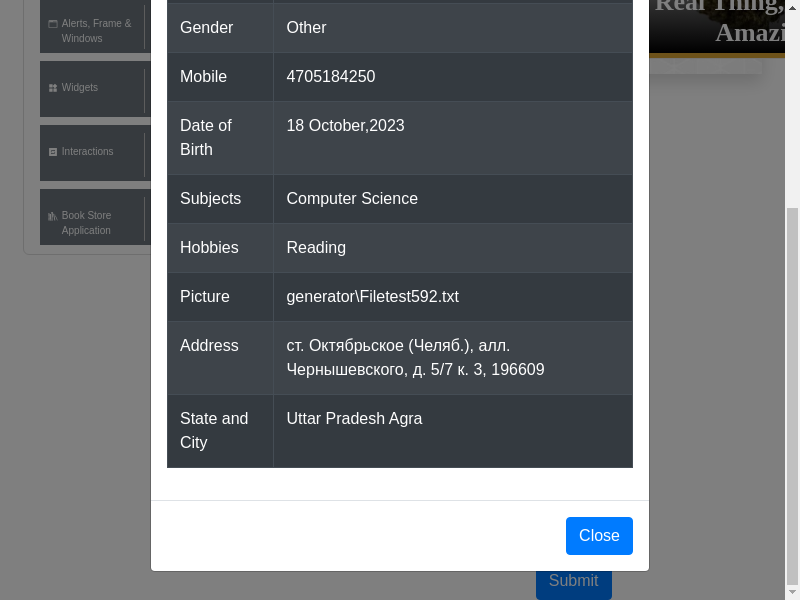 Real Thing,
Amazi
Alerts, Frame &
Windows
Widgets
Interactions
Book Store
Application
Gender Other
Mobile 4705184250
Date of 18 October,2023
Birth
Subjects Computer Science
Hobbies Reading
Picture generator\Filetest592.txt
Address ст. Октябрьское (Челяб.), алл.
Чернышевского, д. 5/7 к. 3, 196609
State and Uttar Pradesh Agra
City
Close
Submit